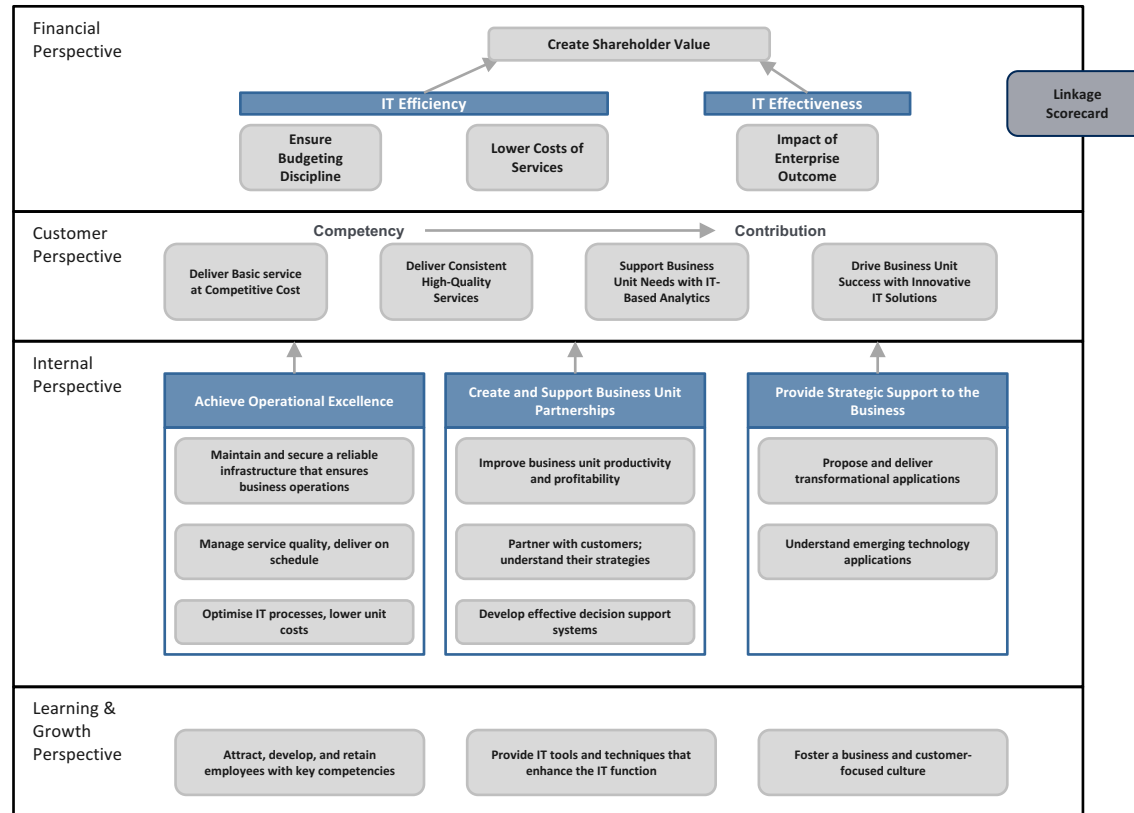 Financial
Perspective
Create Shareholder Value
IT Efficiency
IT Effectiveness
Linkage
Scorecard
Ensure
Budgeting
Discipline
Lower Costs of
Services
Impact of
Enterprise
Outcome
Customer
Perspective
Competency
Contribution
Deliver Basic service
at Competitive Cost
Deliver Consistent
High-Quality
Services
Support Business
Unit Needs with IT-
Based Analytics
Drive Business Unit
Success with Innovative
IT Solutions
Internal
Perspective
Achieve Operational Excellence
Maintain and secure a reliable
infrastructure that ensures
business operations
Manage service quality, deliver on
schedule
Optimise IT processes, lower unit
costs
Create and Support Business Unit
Partnerships
Improve business unit productivity
and profitability
Partner with customers;
understand their strategies
Develop effective decision support
systems
Provide Strategic Support to the
Business
Propose and deliver
transformational applications
Understand emerging technology
applications
Learning &
Growth
Perspective
Attract, develop, and retain
employees with key competencies
Provide IT tools and techniques that
enhance the IT function
Foster a business and customer-
focused culture